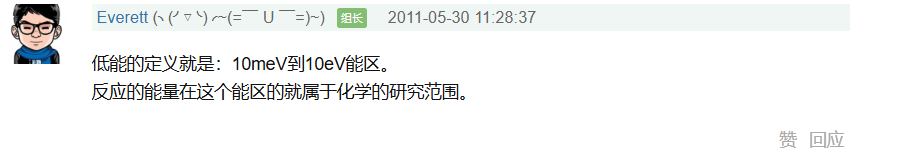 Everett (ヽ(′▽‵)╭~(=￣ U ￣=)~) 组长 2011-05-30 11:28:37
低能的定义就是：10meV到10eV能区。
反应的能量在这个能区的就属于化学的研究范围。
赞 回应